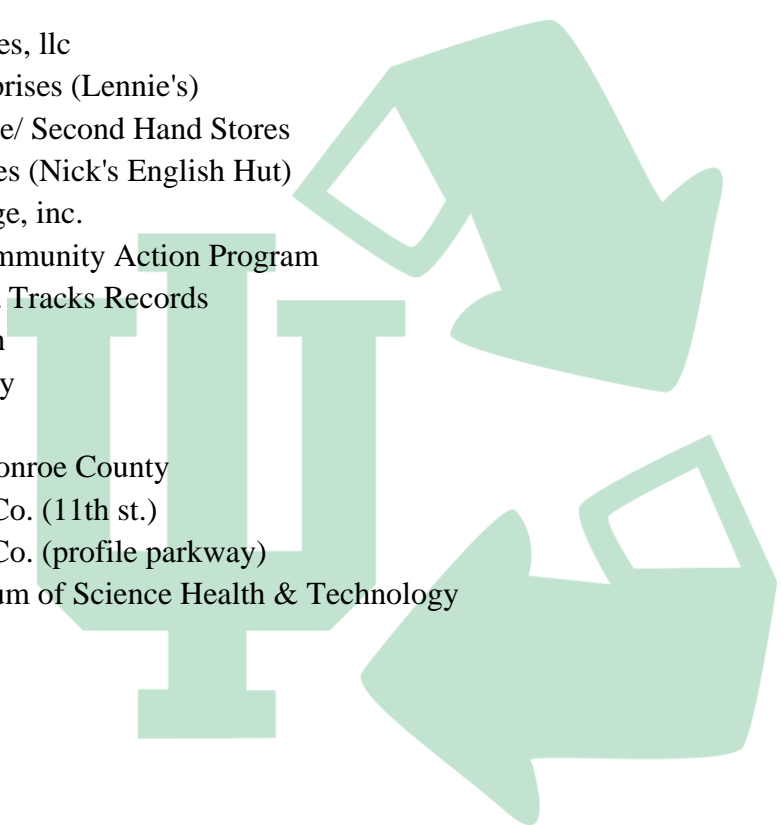 es, llc
prises (Lennie's)
e/ Second Hand Stores
es (Nick's English Hut)
ge, inc.
mmunity Action Program
Tracks Records
n
y
onroe County
Co. (11th st.)
Co. (profile parkway)
um of Science Health & Technology